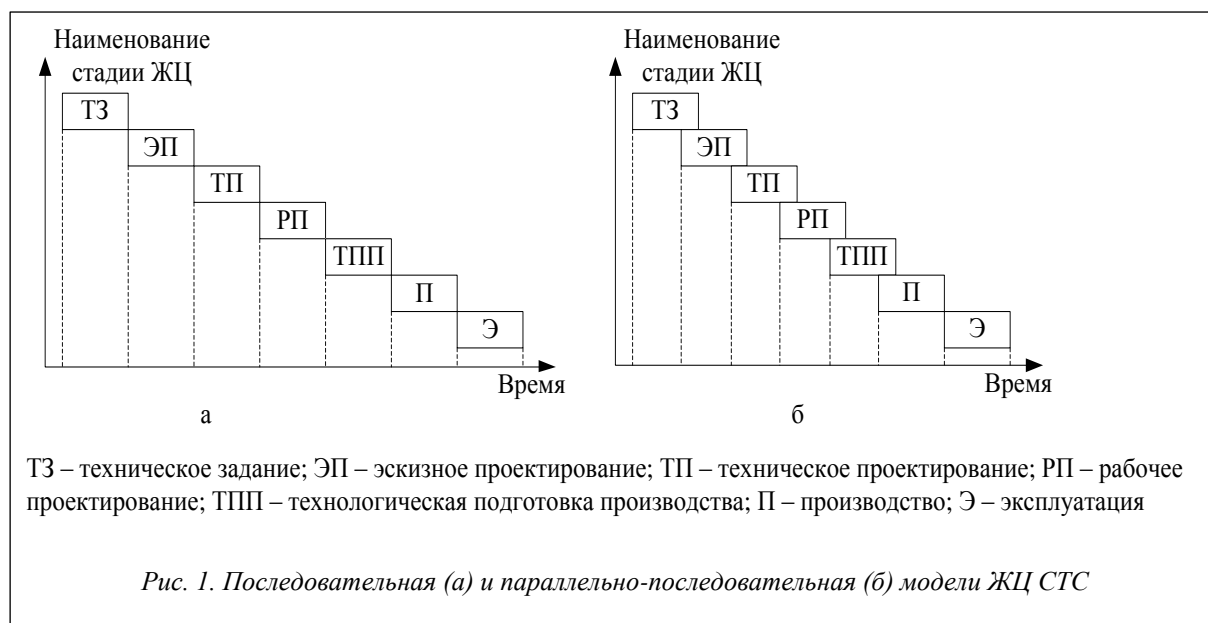 Наименование
стадии ЖЦ
ТЗ
ЭП
ТП
РП
ТПП
П
Э
Время
а
Наименование
стадии ЖЦ
ТЗ
ЭП
ТП
РП
ТПП
П
Э
Время
б
ТЗ – техническое задание; ЭП – эскизное проектирование; ТП – техническое проектирование; РП – рабочее
проектирование; ТПП – технологическая подготовка производства; П – производство; Э – эксплуатация
Рис. 1. Последовательная (а) и параллельно-последовательная (б) модели ЖЦ СТС